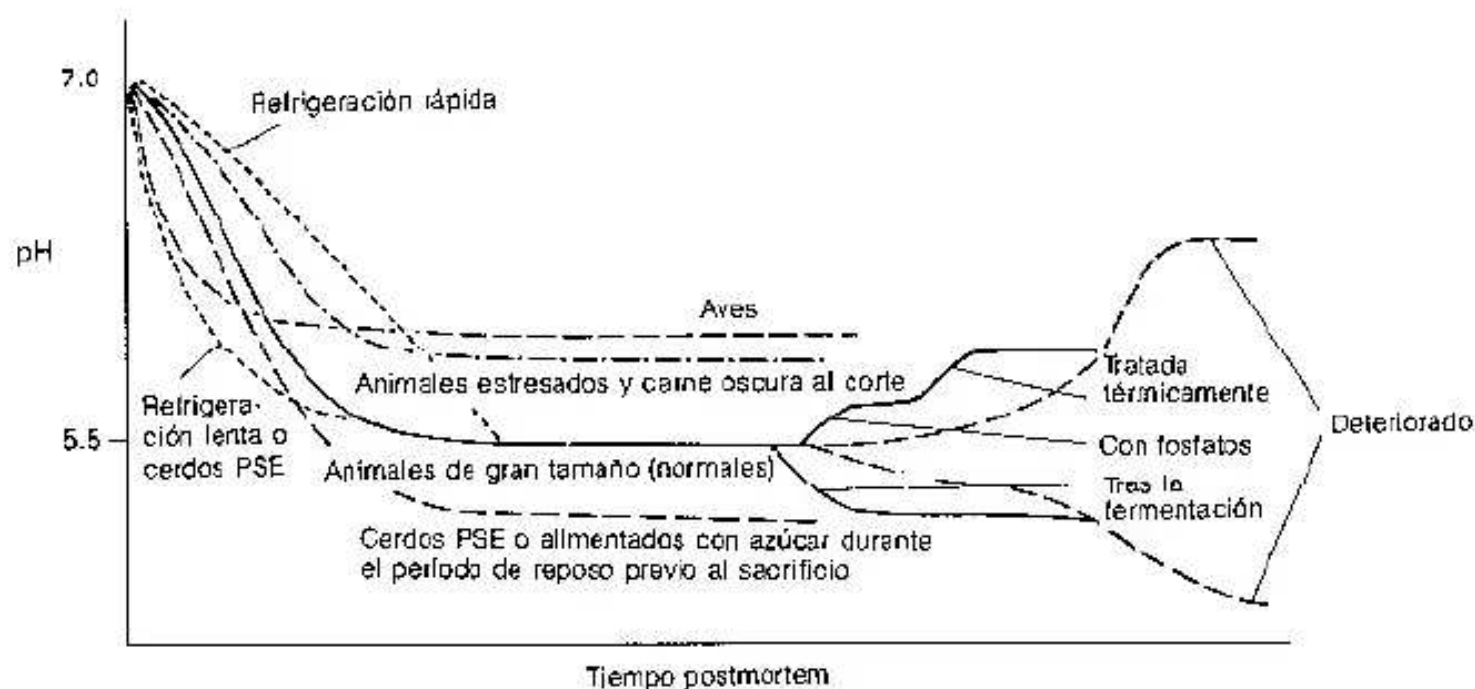 7.0
Refrigeración rápida
pH
Aves
Animales estresados y carne oscura al corte
Tratada
térmicamente
Refrigera-
ción lenta o
cerdos PSE
5.5
Con fosfatos
Deteriorado
Animales de gran tamaño (normales)
Tras la
fermentación
Cerdos PSE o alimentados con azúcar durante
el período de reposo previo al sacrificio
Tiempo postmortem